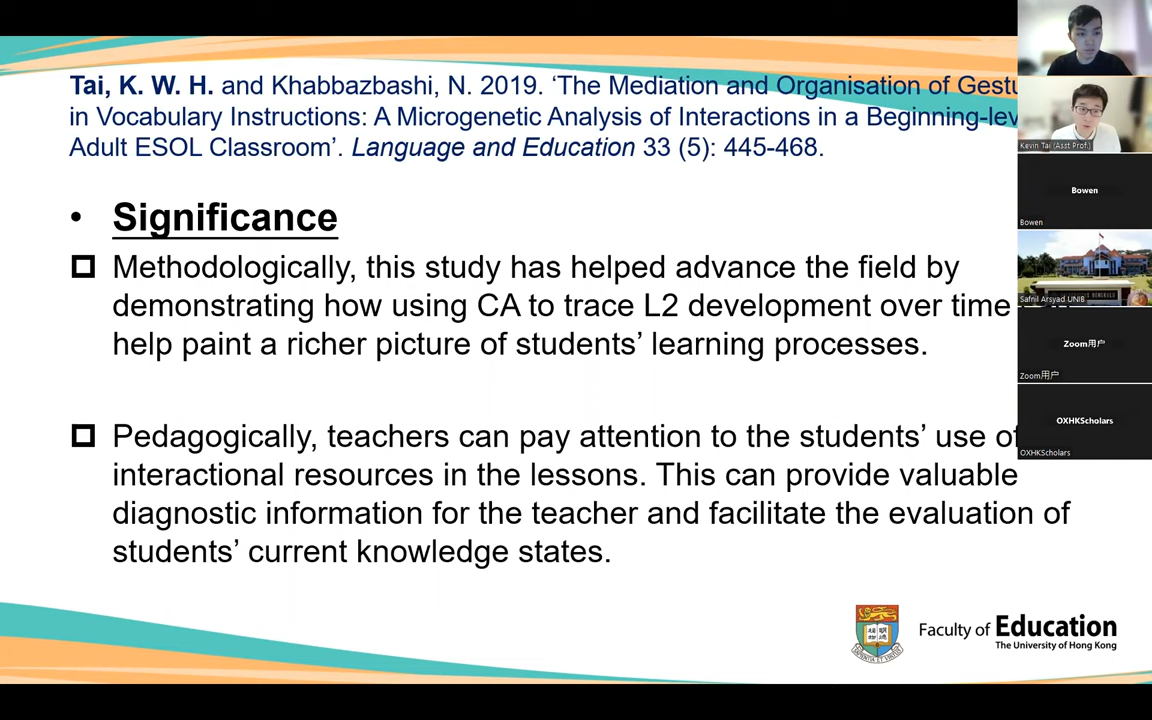 Tai, K. W. H. and Khabbazbashi, N. 2019. ‘The Mediation and Organisation of Gestu
in Vocabulary Instructions: A Microgenetic Analysis of Interactions in a Beginning-lev
Adult ESOL Classroom’. Language and Education 33 (5): 445-468.
• Significance
Methodologically, this study has helped advance the field by
demonstrating how using CA to trace L2 development over time
help paint a richer picture of students’ learning processes.
Pedagogically, teachers can pay attention to the students’ use of
interactional resources in the lessons. This can provide valuable
diagnostic information for the teacher and facilitate the evaluation of
students’ current knowledge states.
Faculty of Education
The University of Hong Kong
Kevin Tai (Asst Prof.)
Bowen
Bowen
Safnil Arsyad UNIB
Zoom用户
Zoom用户
OXHKScholars
OXHKScholars